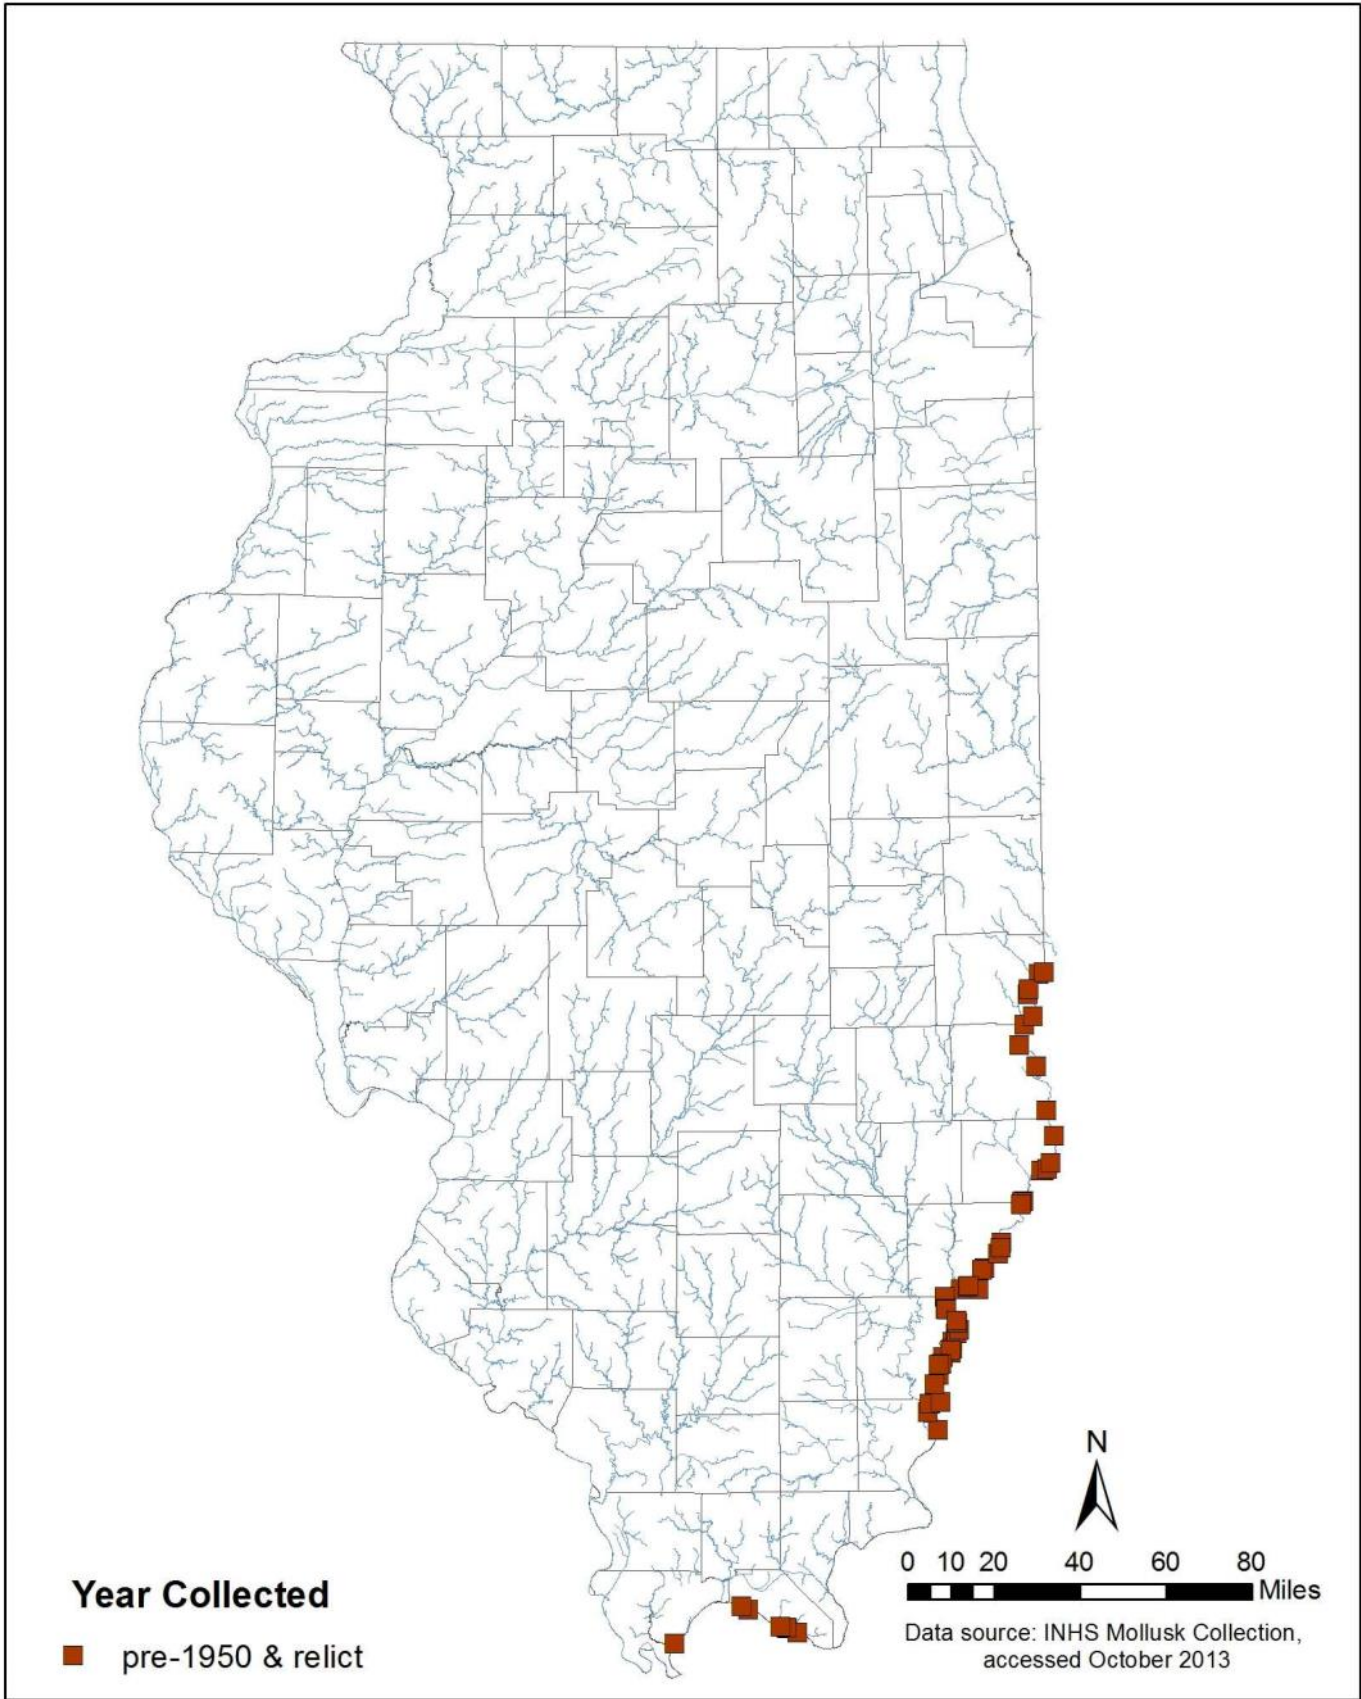 N
0 10 20 40 60 80
Miles
Year Collected
pre-1950 & relict
Data source: INHS Mollusk Collection,
accessed October 2013